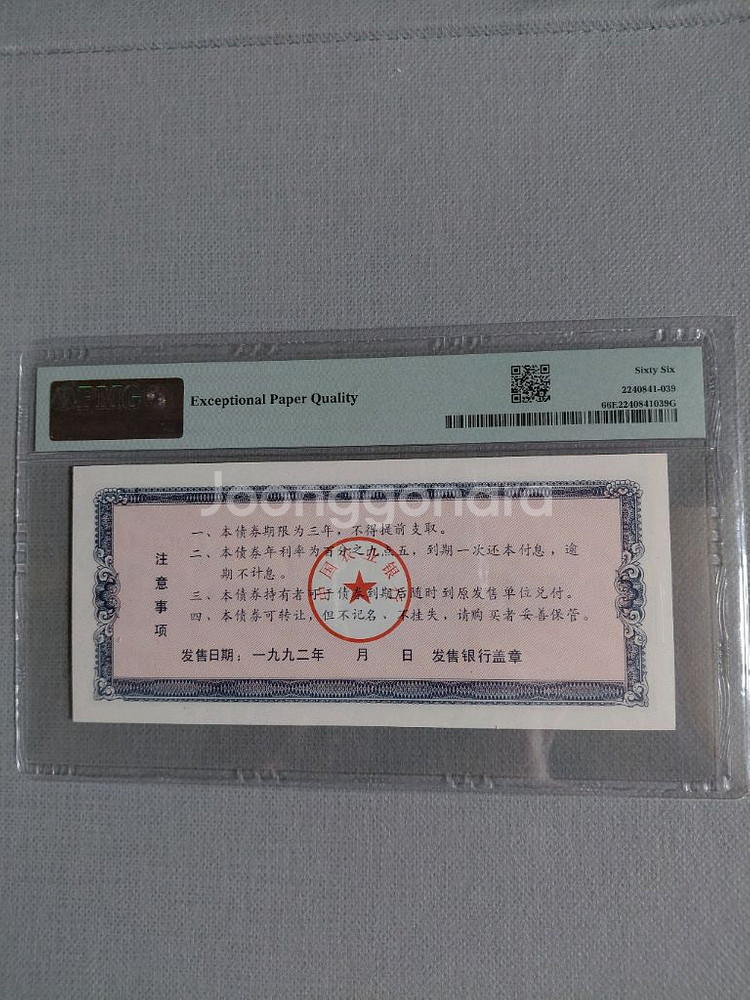 PMG
Exceptional Paper Quality
Sixty Six
2240841-039
66E2240841039G
Joonggonara
注意事项
一、本债券期限为三年，不得提前支取。
二、本债券年利率为百分之九点五，到期一次还本付息，逾
期不计息。
三、本债券持有者可于债券到期后随时到原发售单位兑付。
四、本债券可转让，但不记名、不挂失，请购买者妥善保管。
中国农业银行
发售日期：一九九二年 月 日 发售银行盖章